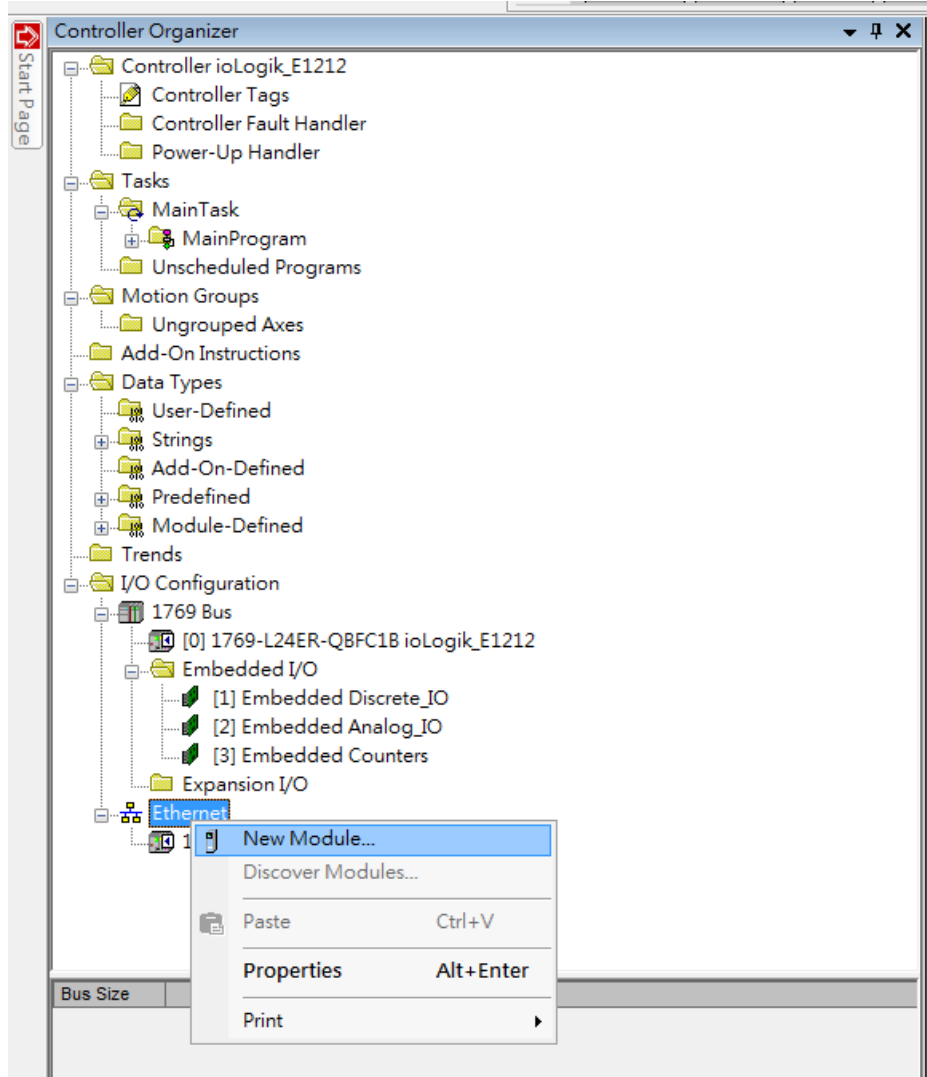 Controller Organizer
Start Page
Controller ioLogik_E1212
Controller Tags
Controller Fault Handler
Power-Up Handler
Tasks
MainTask
MainProgram
Unscheduled Programs
Motion Groups
Ungrouped Axes
Add-On Instructions
Data Types
User-Defined
Strings
Add-On-Defined
Predefined
Module-Defined
Trends
I/O Configuration
1769 Bus
[0] 1769-L24ER-QBFC1B ioLogik_E1212
Embedded I/O
[1] Embedded Discrete_IO
[2] Embedded Analog_IO
[3] Embedded Counters
Expansion I/O
Ethernet
1
New Module...
Discover Modules...
Paste Ctrl+V
Properties Alt+Enter
Print
Bus Size